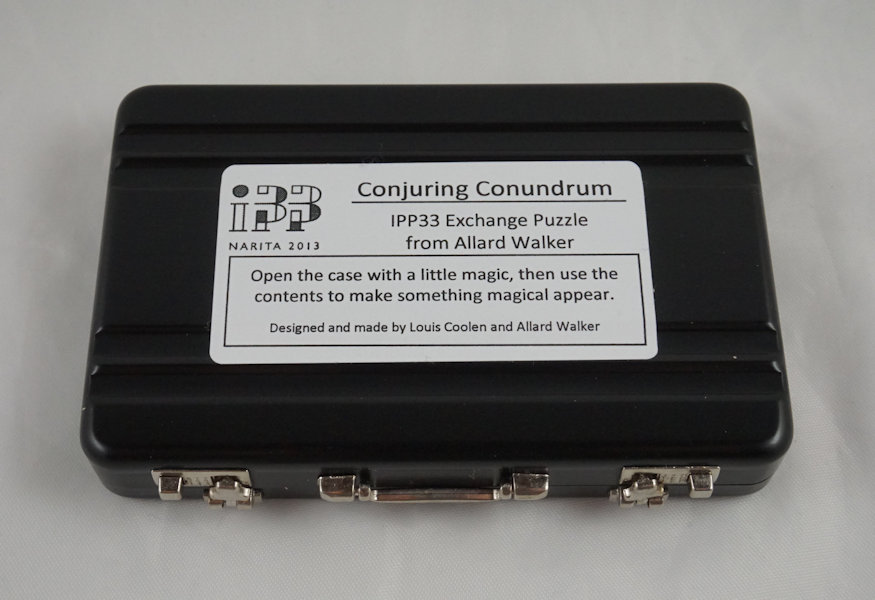 IPP33
NARITA 2013
Conjuring Conundrum
IPP33 Exchange Puzzle
from Allard Walker
Open the case with a little magic, then use the
contents to make something magical appear.
Designed and made by Louis Coolen and Allard Walker